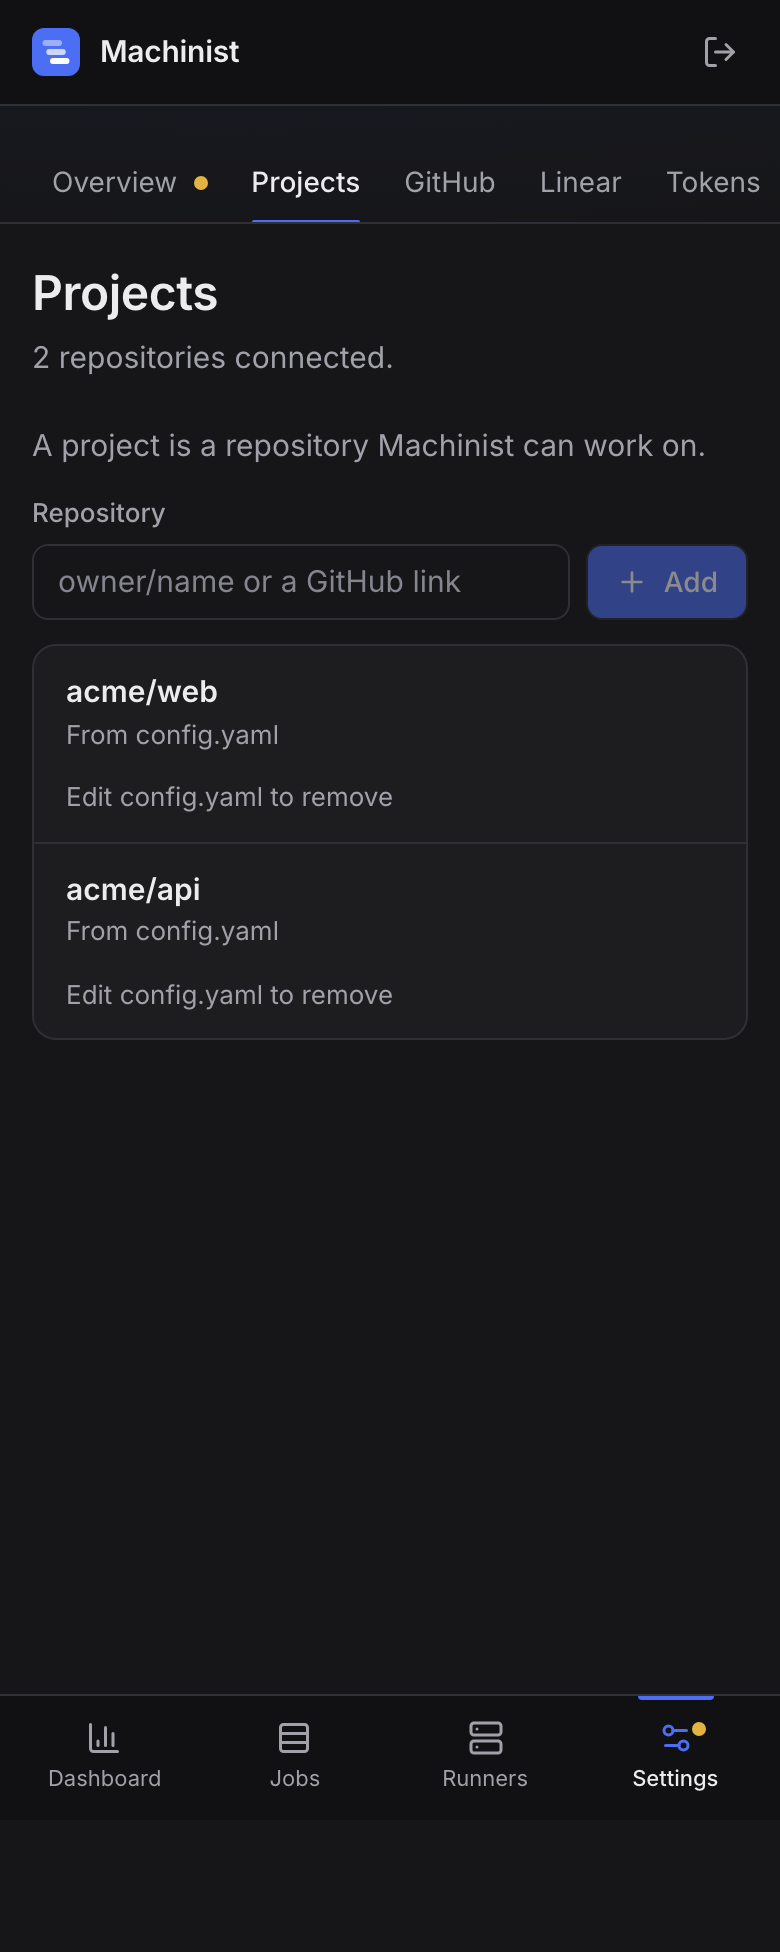 Machinist
Overview Projects GitHub Linear Tokens
Projects
2 repositories connected.
A project is a repository Machinist can work on.
Repository
owner/name or a GitHub link
Add
acme/web
From config.yaml
Edit config.yaml to remove
acme/api
From config.yaml
Edit config.yaml to remove
Dashboard Jobs Runners Settings